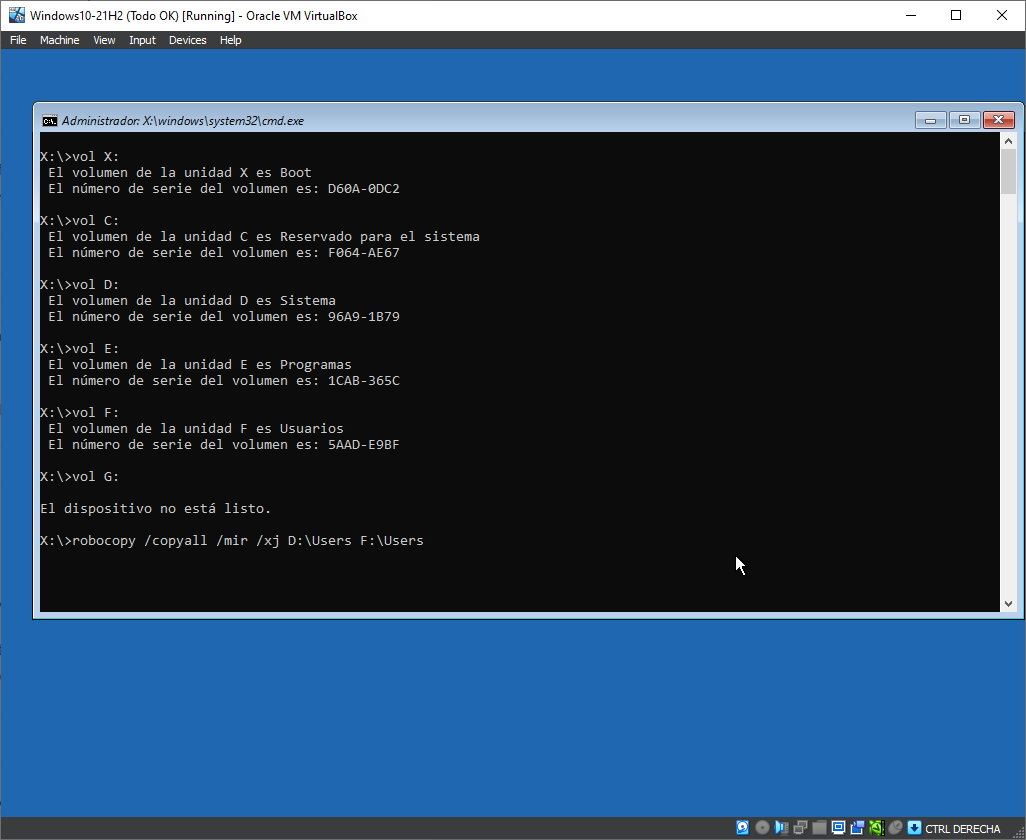 Windows10-21H2 (Todo OK) [Running] - Oracle VM VirtualBox
File Machine View Input Devices Help
Administrador: X:\windows\system32\cmd.exe
X:\>vol X:
El volumen de la unidad X es Boot
El número de serie del volumen es: D60A-0DC2
X:\>vol C:
El volumen de la unidad C es Reservado para el sistema
El número de serie del volumen es: F064-AE67
X:\>vol D:
El volumen de la unidad D es Sistema
El número de serie del volumen es: 96A9-1B79
X:\>vol E:
El volumen de la unidad E es Programas
El número de serie del volumen es: 1CAB-365C
X:\>vol F:
El volumen de la unidad F es Usuarios
El número de serie del volumen es: 5AAD-E9BF
X:\>vol G:
El dispositivo no está listo.
X:\>robocopy /copyall /mir /xj D:\Users F:\Users
CTRL DERECHA